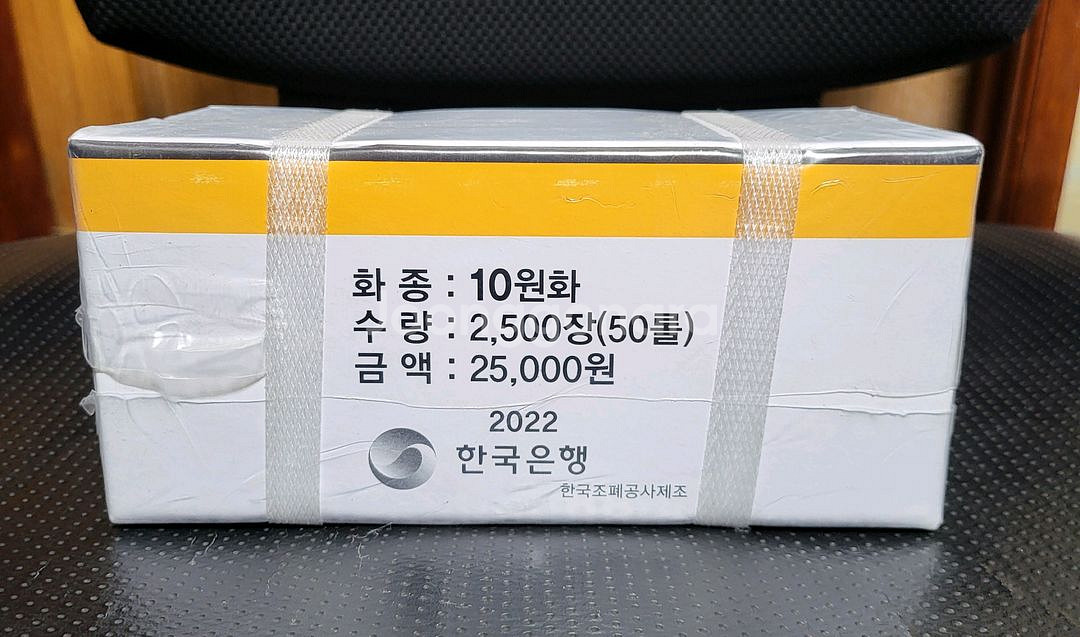 화 종 : 10원화
수 량 : 2,500장(50롤)
금 액 : 25,000원
2022
한국은행
한국조폐공사제조